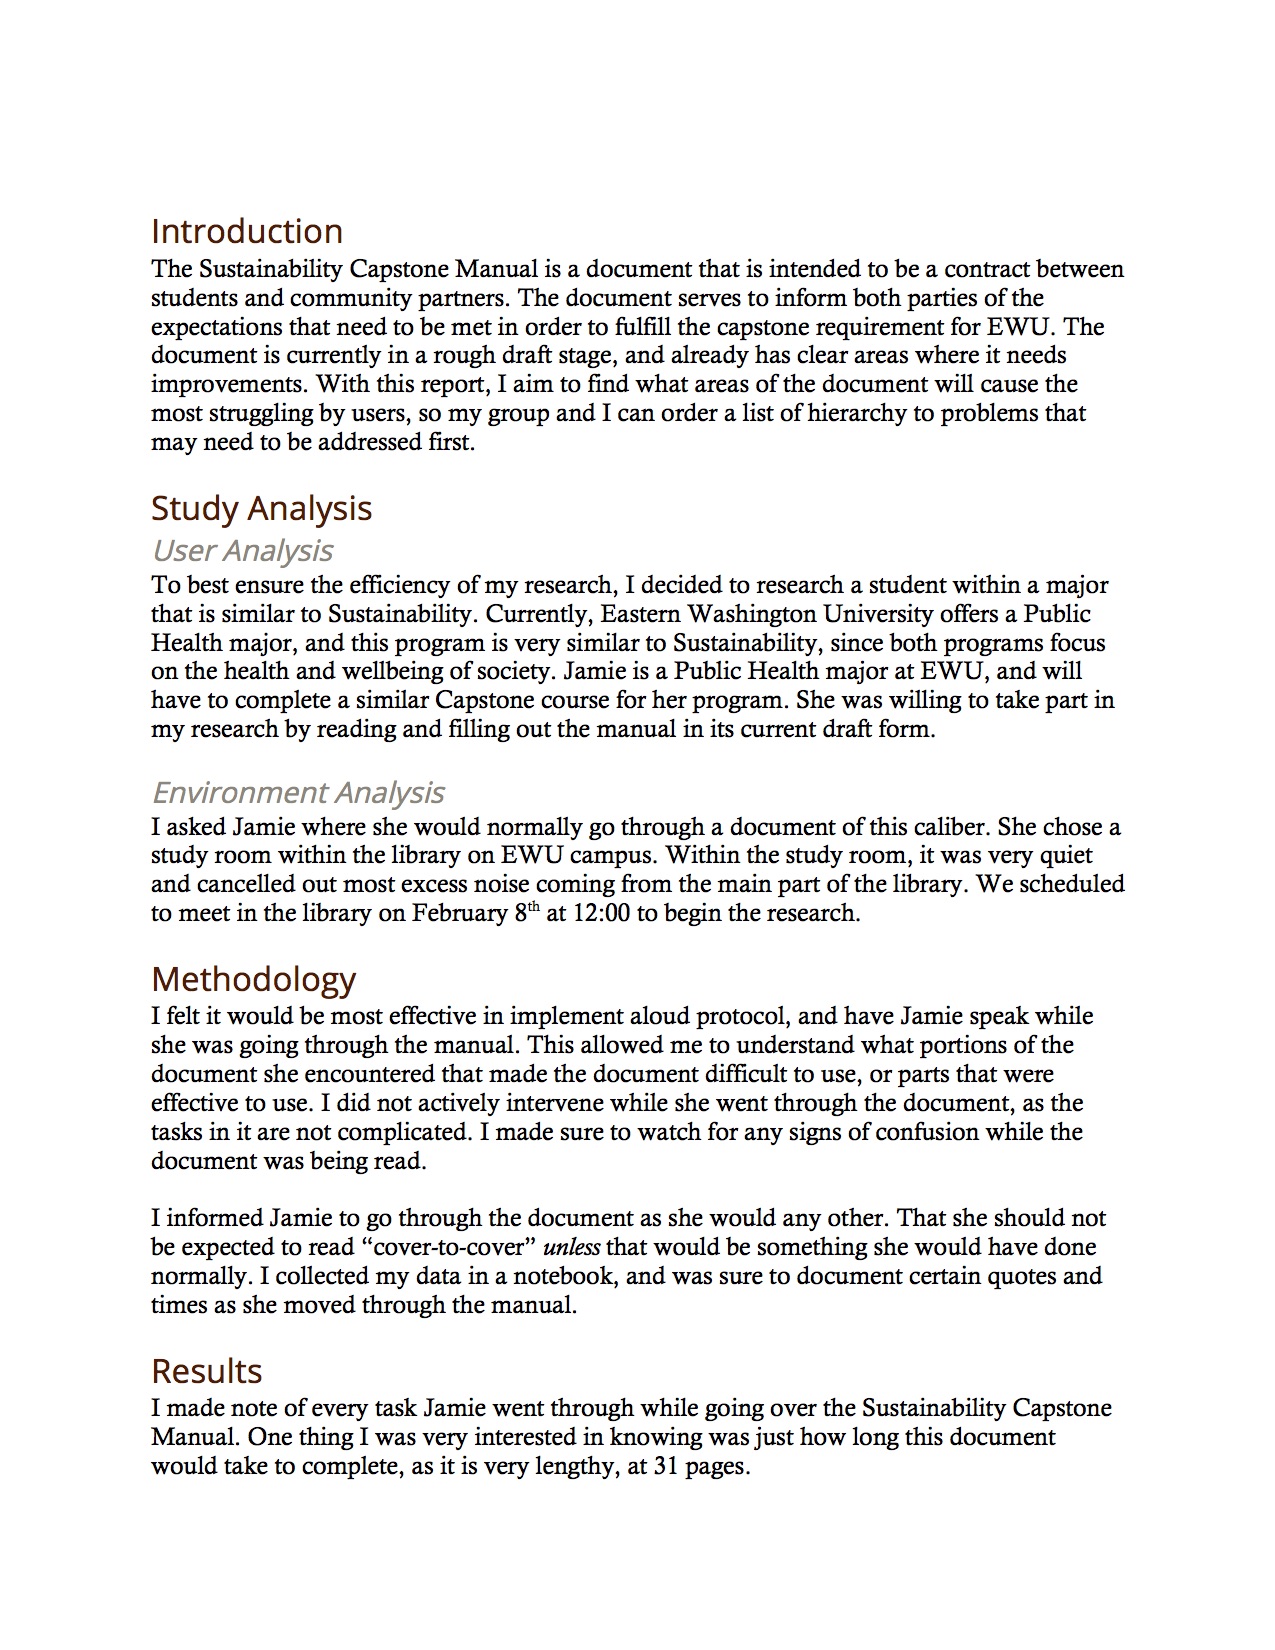 Introduction
The Sustainability Capstone Manual is a document that is intended to be a contract between
students and community partners. The document serves to inform both parties of the
expectations that need to be met in order to fulfill the capstone requirement for EWU. The
document is currently in a rough draft stage, and already has clear areas where it needs
improvements. With this report, I aim to find what areas of the document will cause the
most struggling by users, so my group and I can order a list of hierarchy to problems that
may need to be addressed first.
Study Analysis
User Analysis
To best ensure the efficiency of my research, I decided to research a student within a major
that is similar to Sustainability. Currently, Eastern Washington University offers a Public
Health major, and this program is very similar to Sustainability, since both programs focus
on the health and wellbeing of society. Jamie is a Public Health major at EWU, and will
have to complete a similar Capstone course for her program. She was willing to take part in
my research by reading and filling out the manual in its current draft form.
Environment Analysis
I asked Jamie where she would normally go through a document of this caliber. She chose a
study room within the library on EWU campus. Within the study room, it was very quiet
and cancelled out most excess noise coming from the main part of the library. We scheduled
to meet in the library on February 8th at 12:00 to begin the research.
Methodology
I felt it would be most effective in implement aloud protocol, and have Jamie speak while
she was going through the manual. This allowed me to understand what portions of the
document she encountered that made the document difficult to use, or parts that were
effective to use. I did not actively intervene while she went through the document, as the
tasks in it are not complicated. I made sure to watch for any signs of confusion while the
document was being read.
I informed Jamie to go through the document as she would any other. That she should not
be expected to read “cover-to-cover” unless that would be something she would have done
normally. I collected my data in a notebook, and was sure to document certain quotes and
times as she moved through the manual.
Results
I made note of every task Jamie went through while going over the Sustainability Capstone
Manual. One thing I was very interested in knowing was just how long this document
would take to complete, as it is very lengthy, at 31 pages.